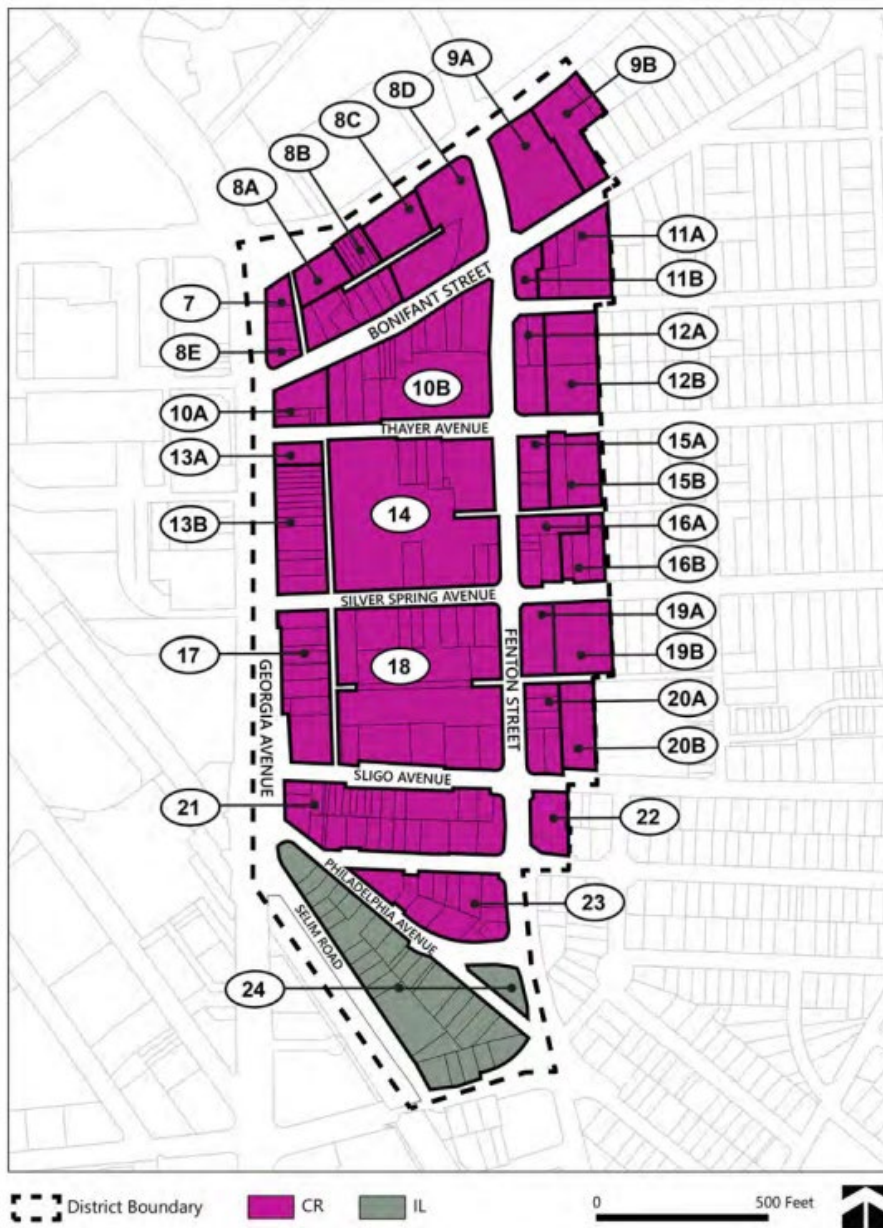 9A
9B
8D
8C
8B
8A
11A
11B
7
BONIFANT STREET
12A
8E
12B
10B
10A
THAYER AVENUE
15A
13A
15B
14
13B
16A
16B
SILVER SPRING AVENUE
19A
17
18
19B
GEORGIA AVENUE
FENTON STREET
20A
20B
SLIGO AVENUE
21
22
PHILADELPHIA AVENUE
23
SELIM ROAD
24
District Boundary CR IL 0 500 Feet